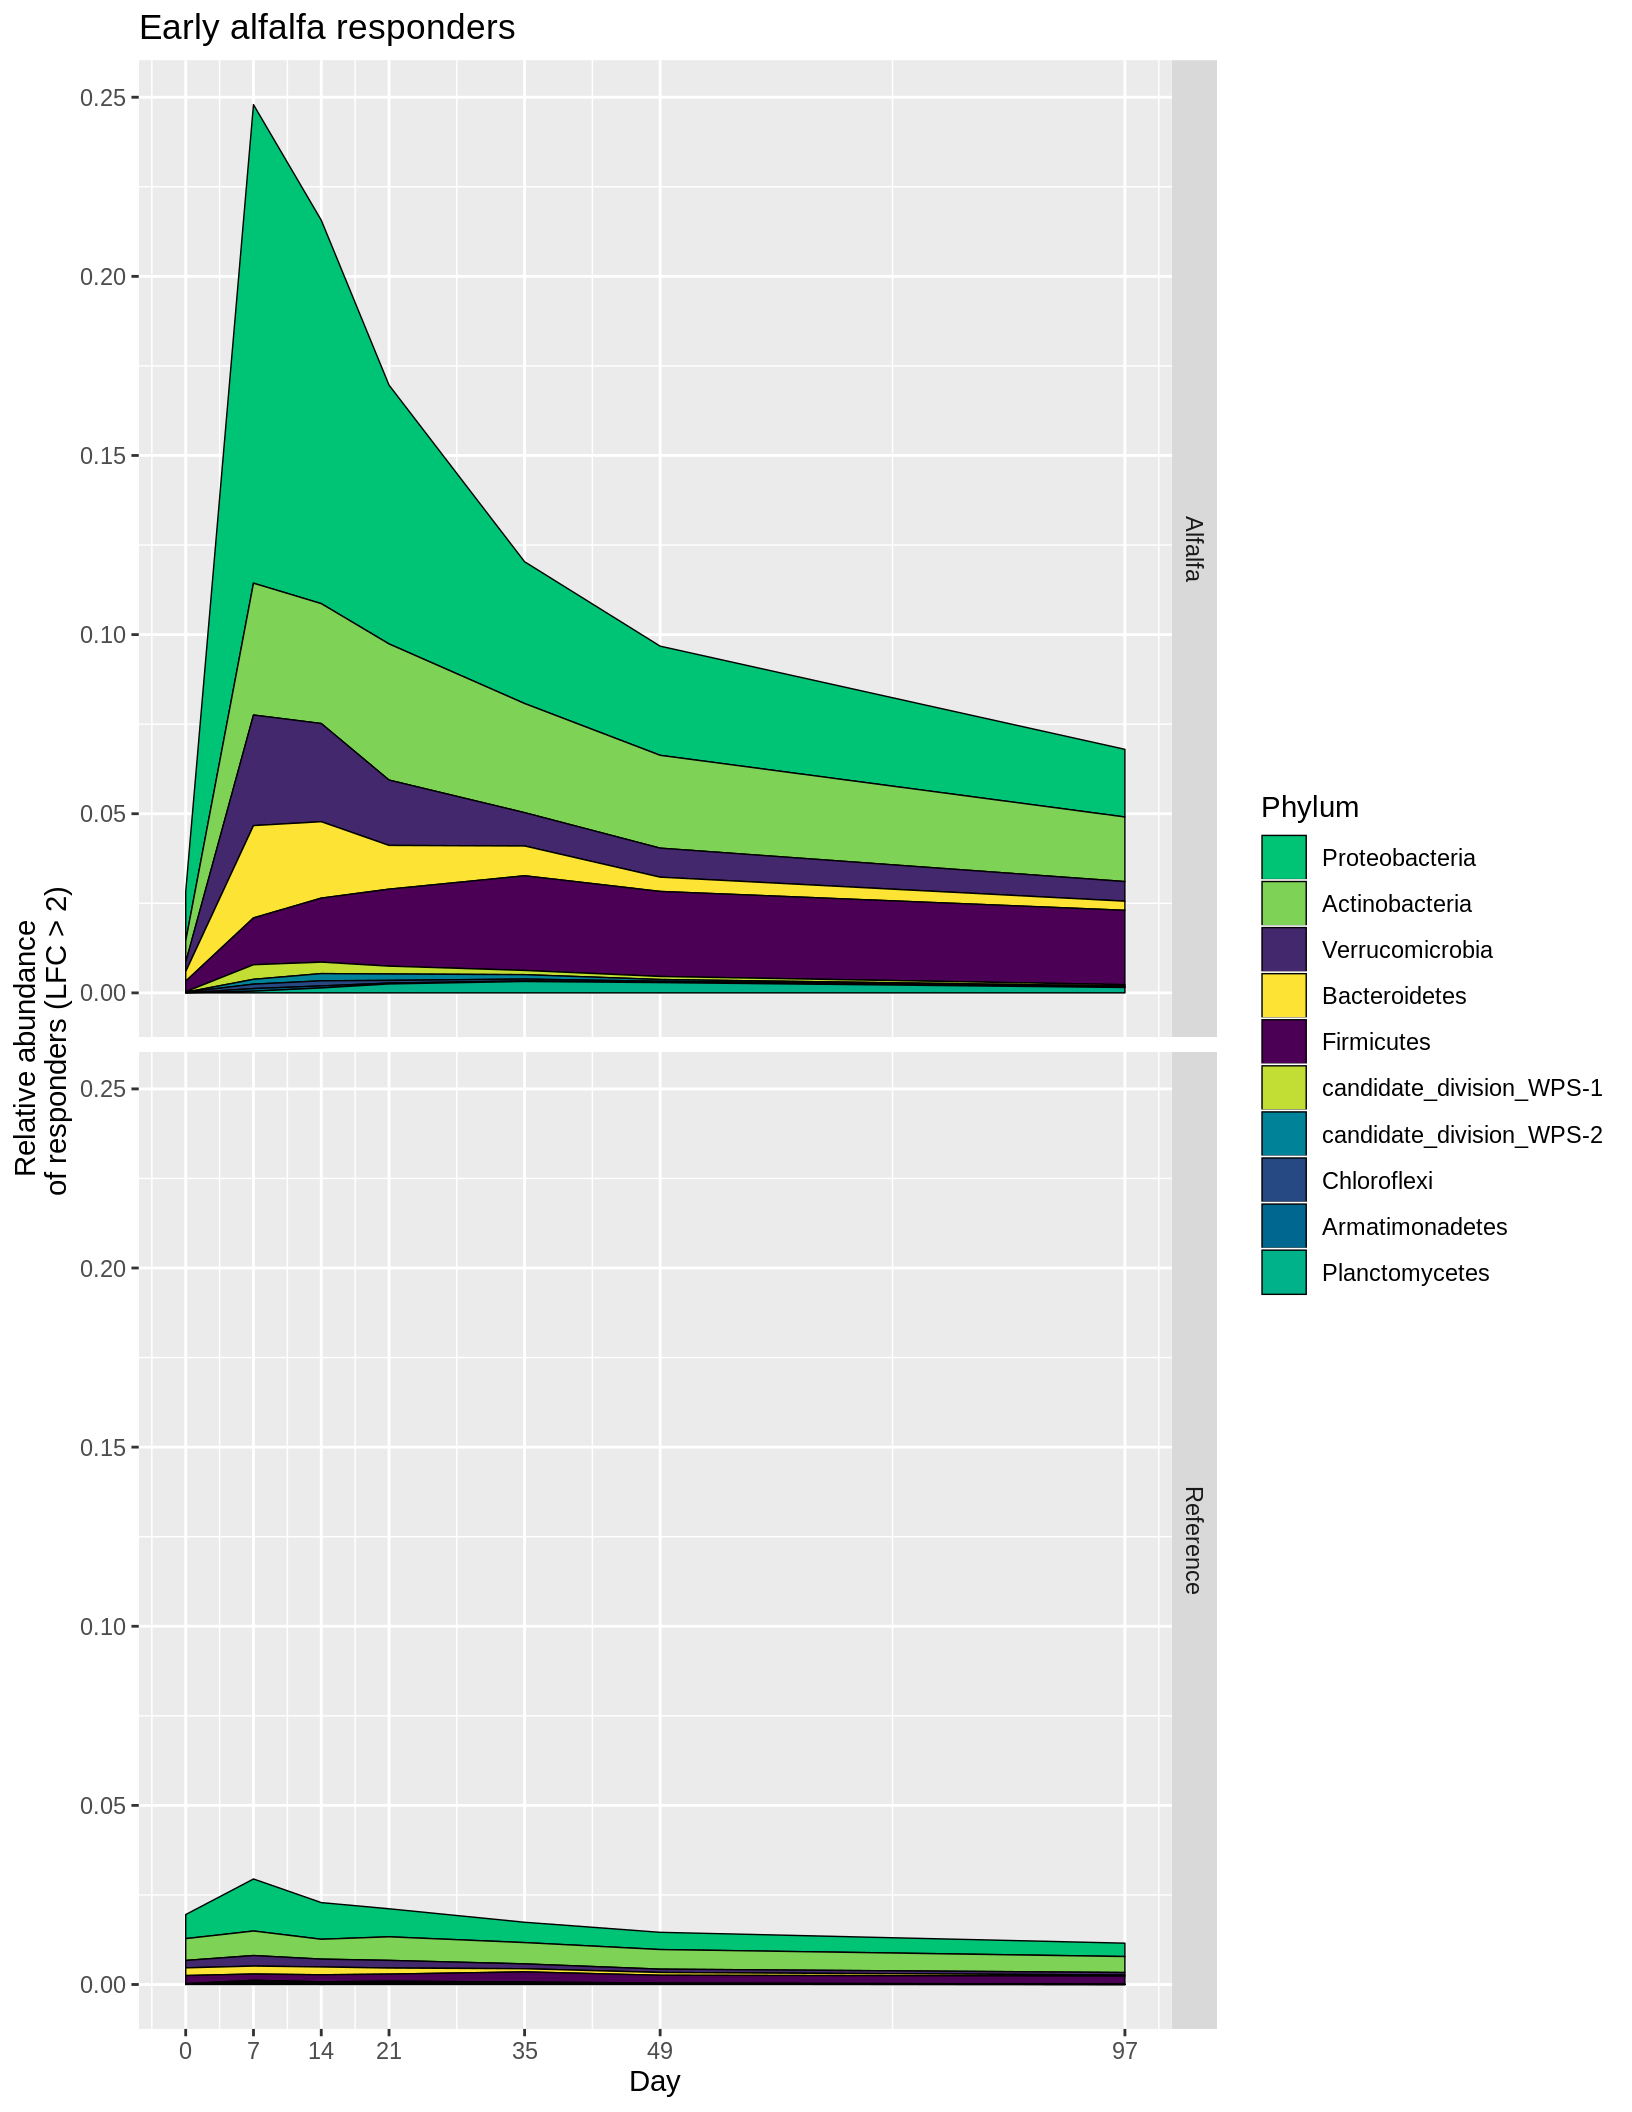 Early alfalfa responders
0.25
0.20
0.15
0.10
0.05
0.00
Alfalfa
0.25
0.20
0.15
0.10
0.05
0.00
Reference
Relative abundance
of responders (LFC > 2)
0 7 14 21 35 49 97
Day
Phylum
Proteobacteria
Actinobacteria
Verrucomicrobia
Bacteroidetes
Firmicutes
candidate_division_WPS-1
candidate_division_WPS-2
Chloroflexi
Armatimonadetes
Planctomycetes